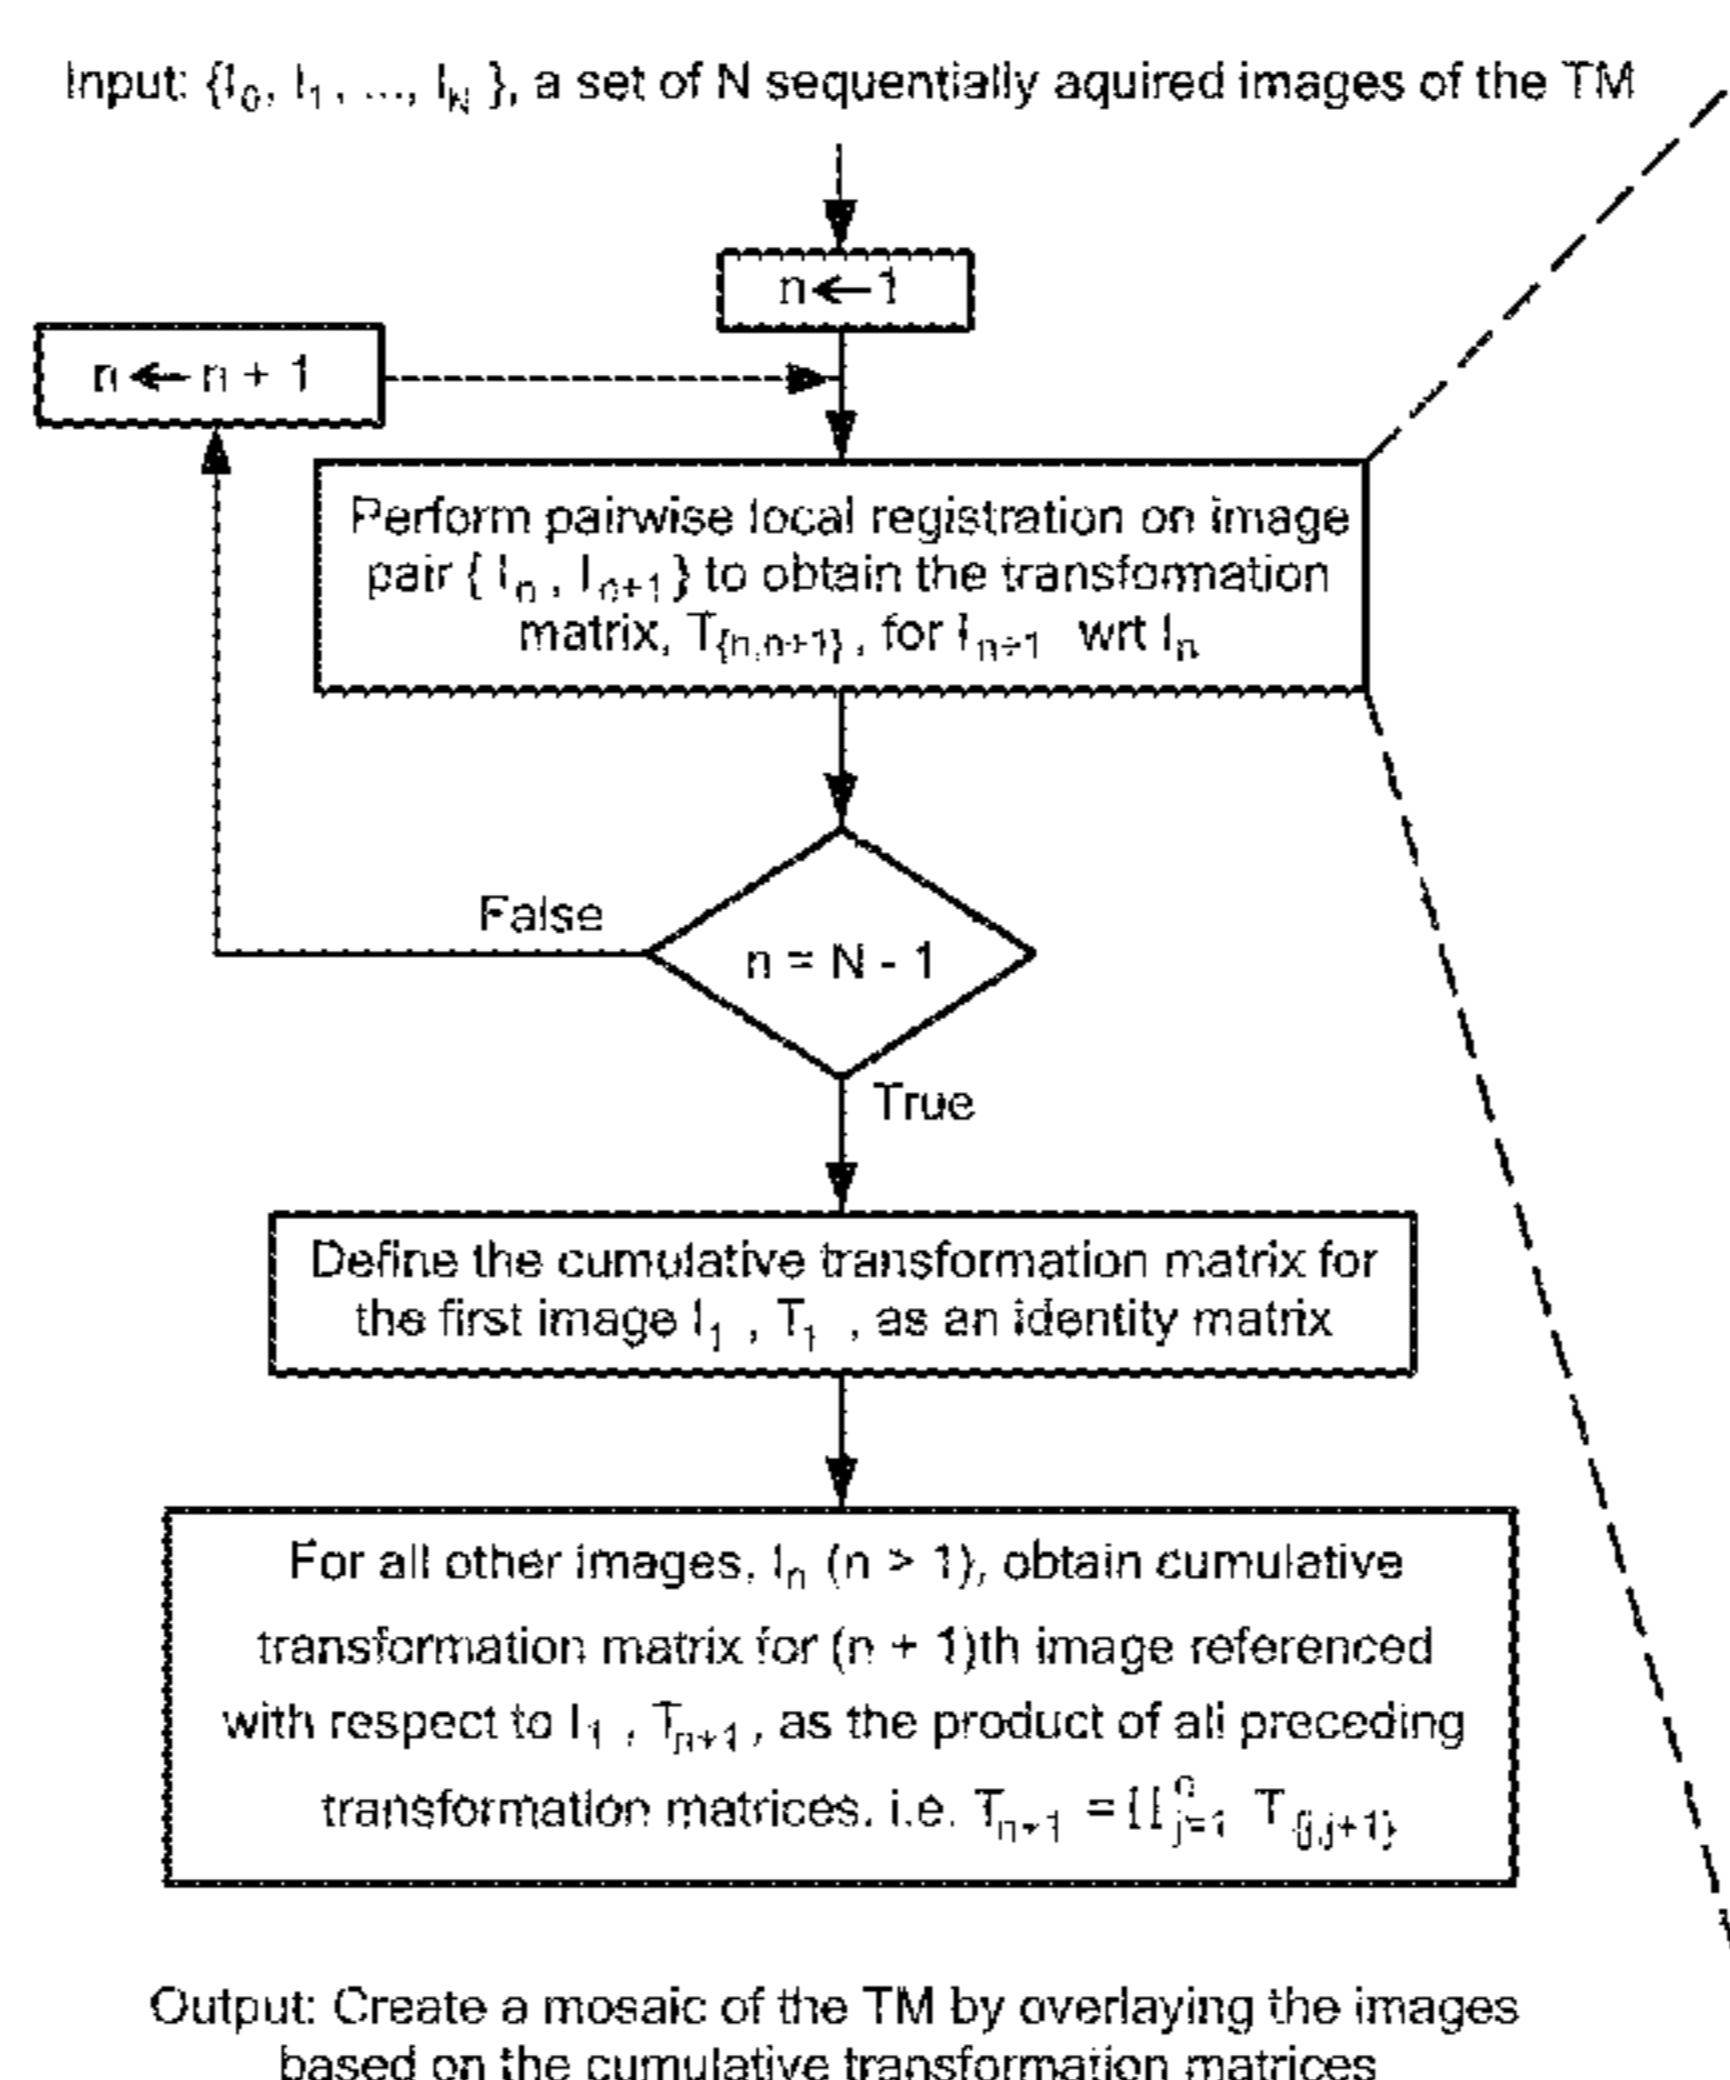 Input: {I₀, I₁, ..., I_N }, a set of N sequentially aquired images of the TM
n←1
n←n + 1
Perform pairwise local registration on image
pair { Iₙ , Iₙ₊₁} to obtain the transformation
matrix, T_{n,n+1}, for Iₙ₊₁ wrt Iₙ
False
n = N - 1
True
Define the cumulative transformation matrix for
the first image I₁ , T₁ , as an identity matrix
For all other images, Iₙ (n > 1), obtain cumulative
transformation matrix for (n + 1)th image referenced
with respect to I₁ , Tₙ₊₁, as the product of all preceding
transformation matrices. i.e. Tₙ₊₁ = ∏ⁿⱼ₌₁ T_{j,j+1}
Output: Create a mosaic of the TM by overlaying the images
based on the cumulative transformation matrices